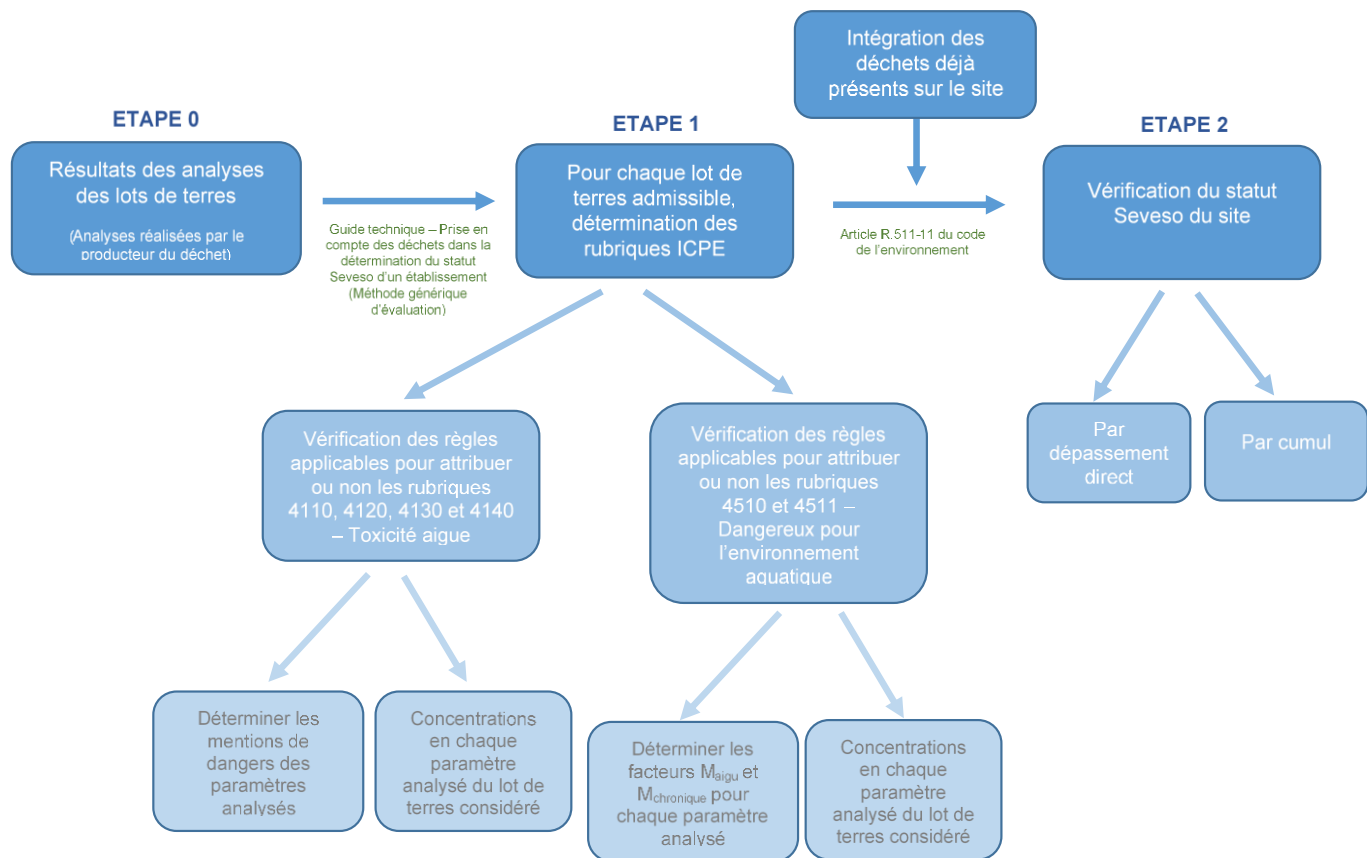 ETAPE 0
Résultats des analyses
des lots de terres
(Analyses réalisées par le
producteur du déchet)
Guide technique – Prise en
compte des déchets dans la
détermination du statut
Seveso d'un établissement
(Méthode générique
d'évaluation)
ETAPE 1
Pour chaque lot de
terres admissible,
détermination des
rubriques ICPE
Intégration des
déchets déjà
présents sur le site
Article R.511-11 du code
de l'environnement
ETAPE 2
Vérification du statut
Seveso du site
Vérification des règles
applicables pour attribuer
ou non les rubriques
4110, 4120, 4130 et 4140
– Toxicité aigue
Vérification des règles
applicables pour attribuer
ou non les rubriques
4510 et 4511 –
Dangereux pour
l'environnement
aquatique
Par
dépassement
direct
Par cumul
Déterminer les
mentions de
dangers des
paramètres
analysés
Concentrations
en chaque
paramètre
analysé du lot de
terres considéré
Déterminer les
facteurs Maigu et
Mchronique pour
chaque paramètre
analysé
Concentrations
en chaque
paramètre
analysé du lot de
terres considéré